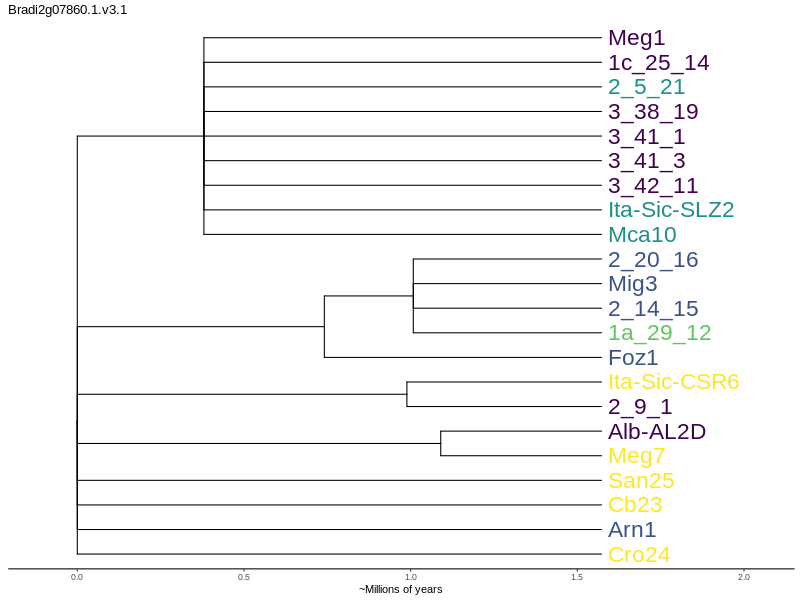 Bradi2g07860.1.v3.1
Meg1
1c_25_14
2_5_21
3_38_19
3_41_1
3_41_3
3_42_11
Ita-Sic-SLZ2
Mca10
2_20_16
Mig3
2_14_15
1a_29_12
Foz1
Ita-Sic-CSR6
2_9_1
Alb-AL2D
Meg7
San25
Cb23
Arn1
Cro24
0.0 0.5 1.0 1.5 2.0
~Millions of years